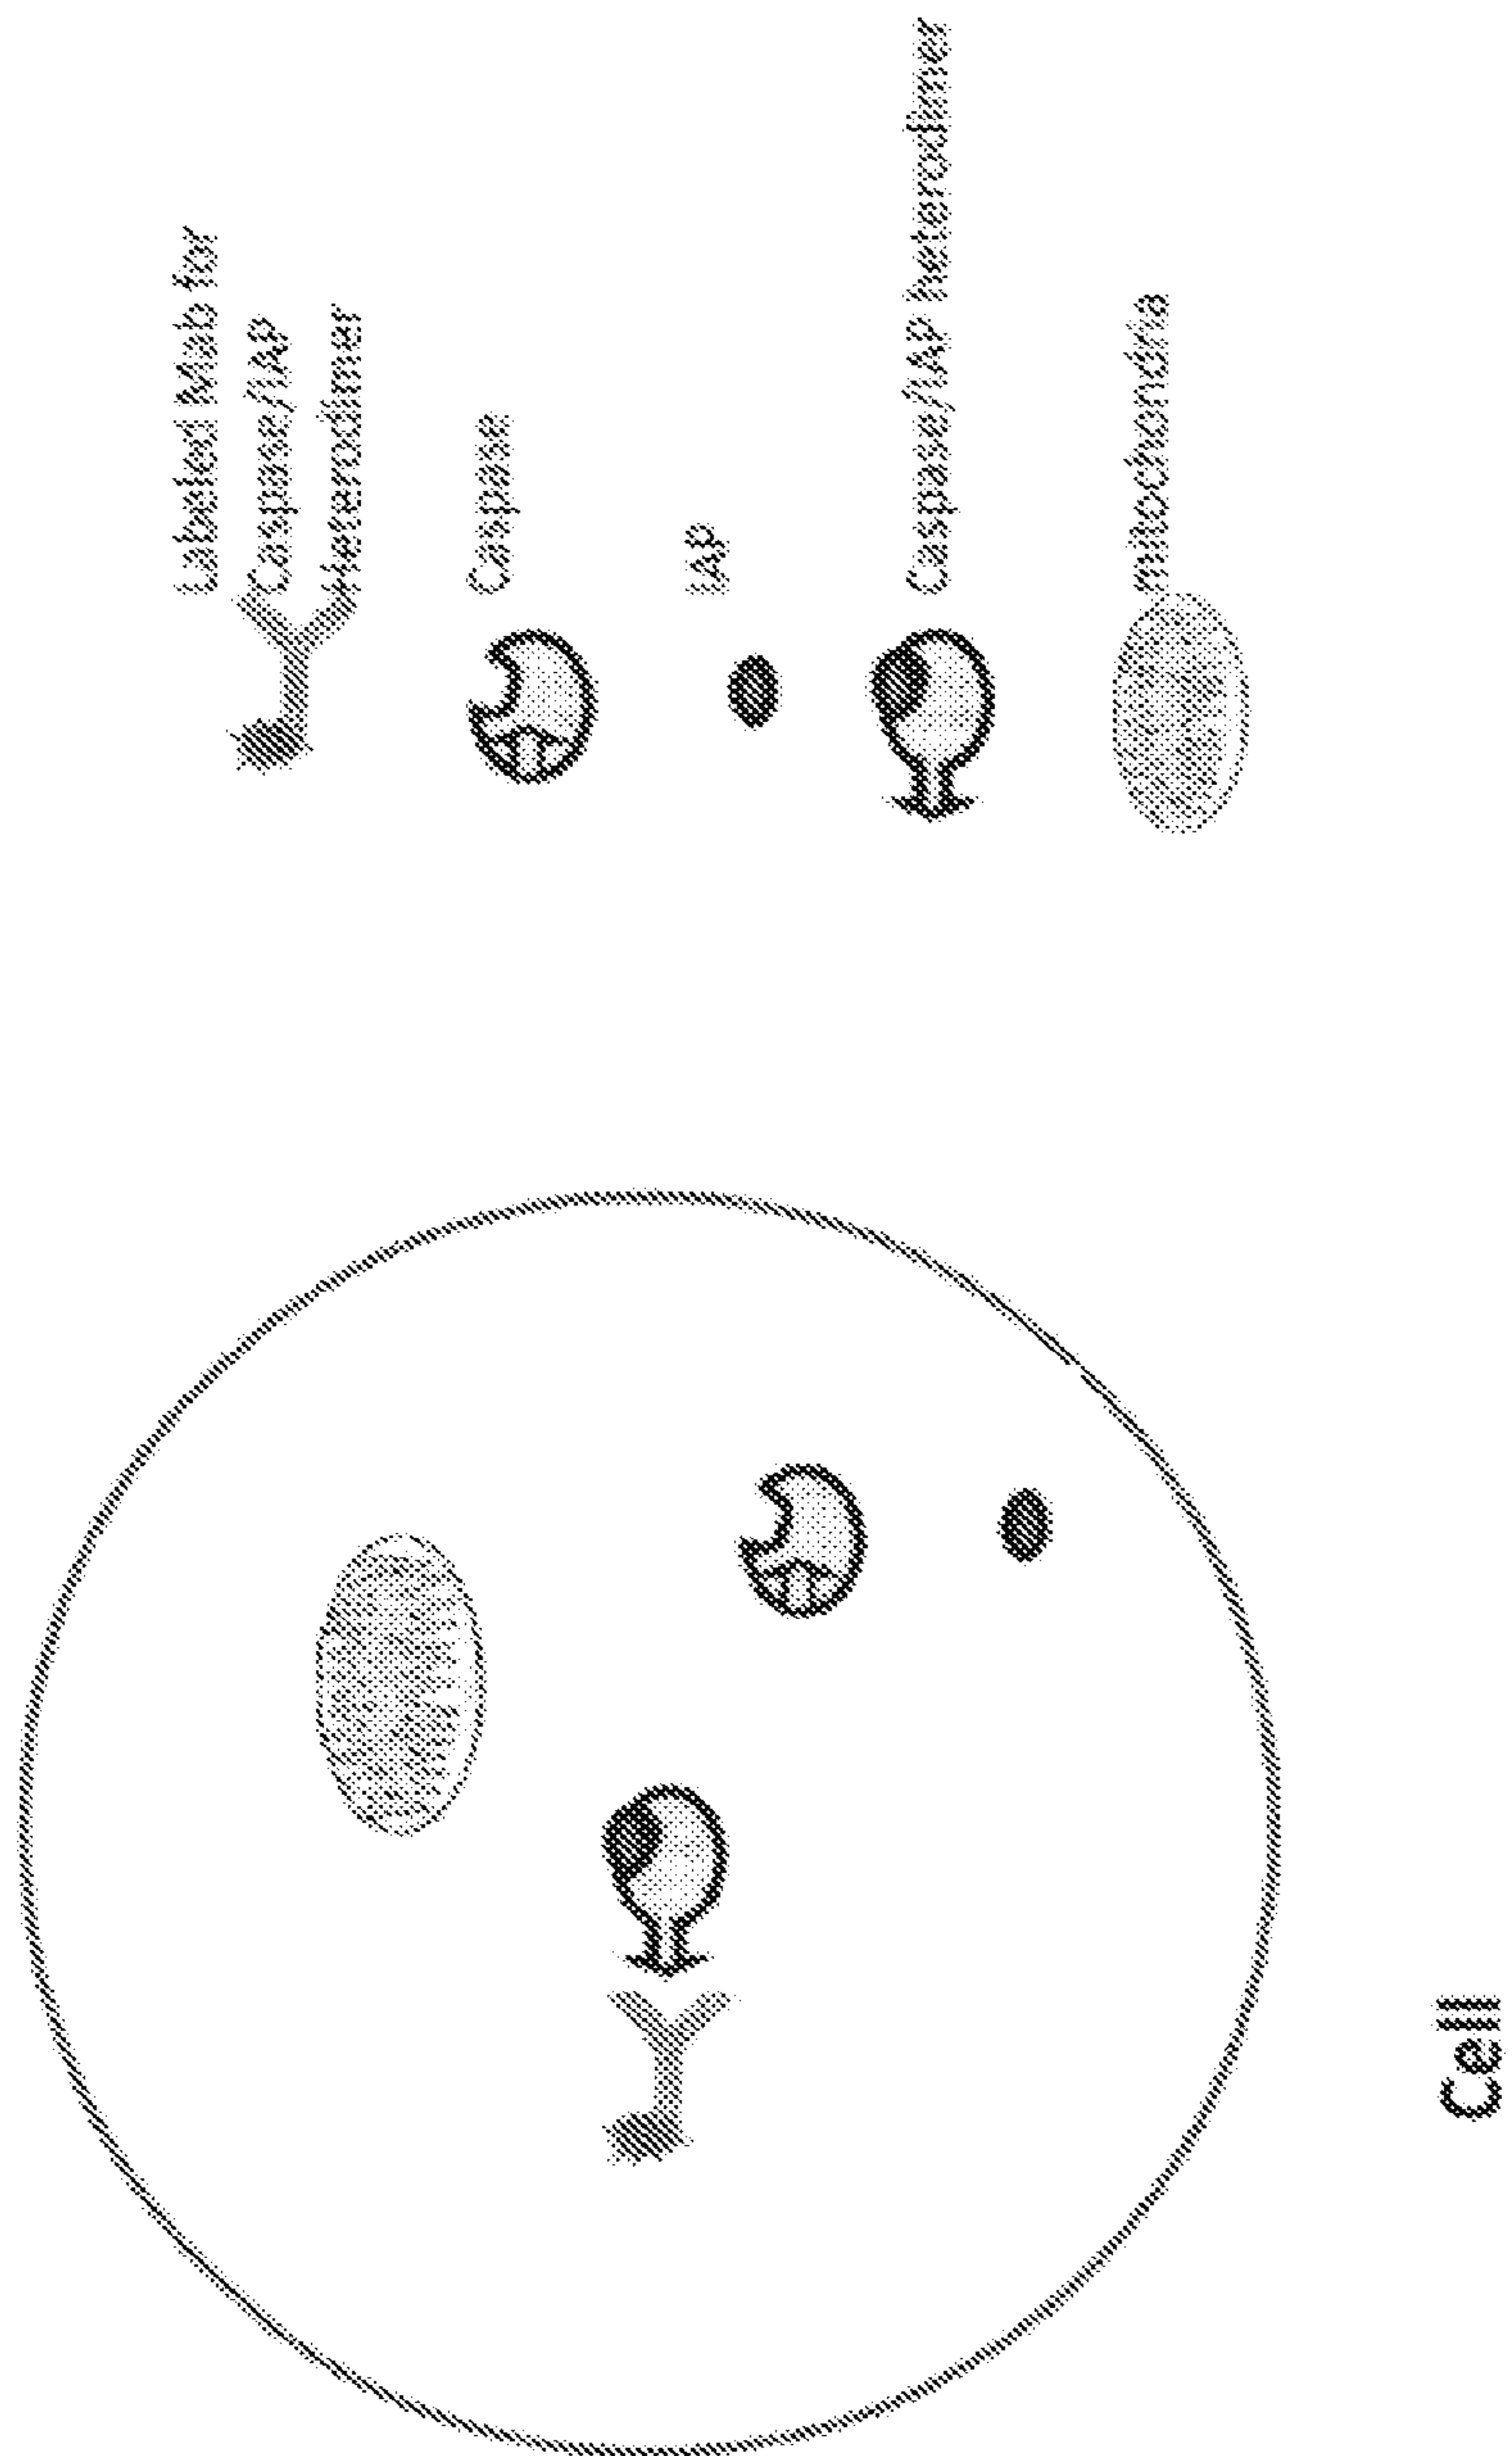 Labeled Mab for
Caspase/IAP
Heterodimer
Caspase
IAP
Caspase/IAP heterodimer
mitochondria
Cell